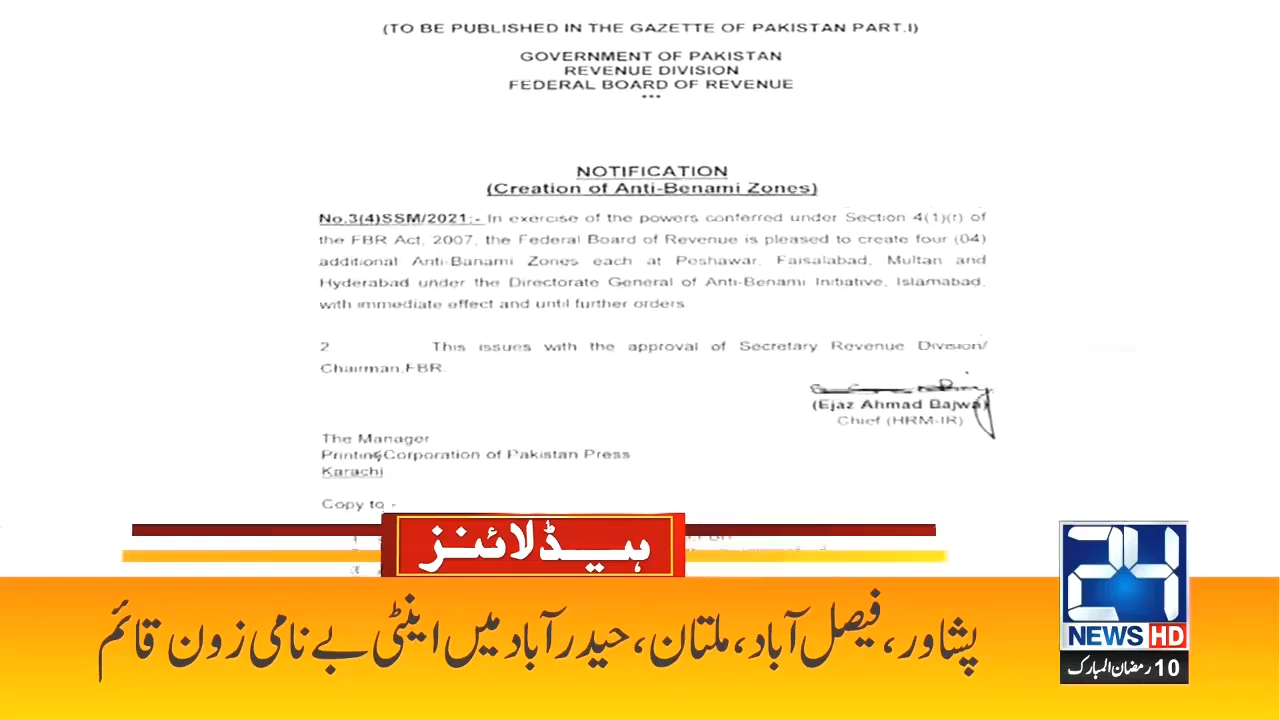 (TO BE PUBLISHED IN THE GAZETTE OF PAKISTAN PART.I)
GOVERNMENT OF PAKISTAN
REVENUE DIVISION
FEDERAL BOARD OF REVENUE
***
NOTIFICATION
(Creation of Anti-Benami Zones)
No.3(4)SSM/2021:- In exercise of the powers conferred under Section 4(1)(r) of
the FBR Act, 2007, the Federal Board of Revenue is pleased to create four (04)
additional Anti-Banami Zones each at Peshawar, Faisalabad, Multan and
Hyderabad under the Directorate General of Anti-Benami Initiative, Islamabad,
with immediate effect and until further orders.
2 This issues with the approval of Secretary Revenue Division/
Chairman,FBR.
(Ejaz Ahmad Bajwa)
Chief (HRM-IR)
The Manager
Printing Corporation of Pakistan Press
Karachi
Copy to -
ہیڈلائنز
پشاور، فیصل آباد، ملتان، حیدرآباد میں اینٹی بے نامی زون قائم
24
NEWS HD
10 رمضان المبارک